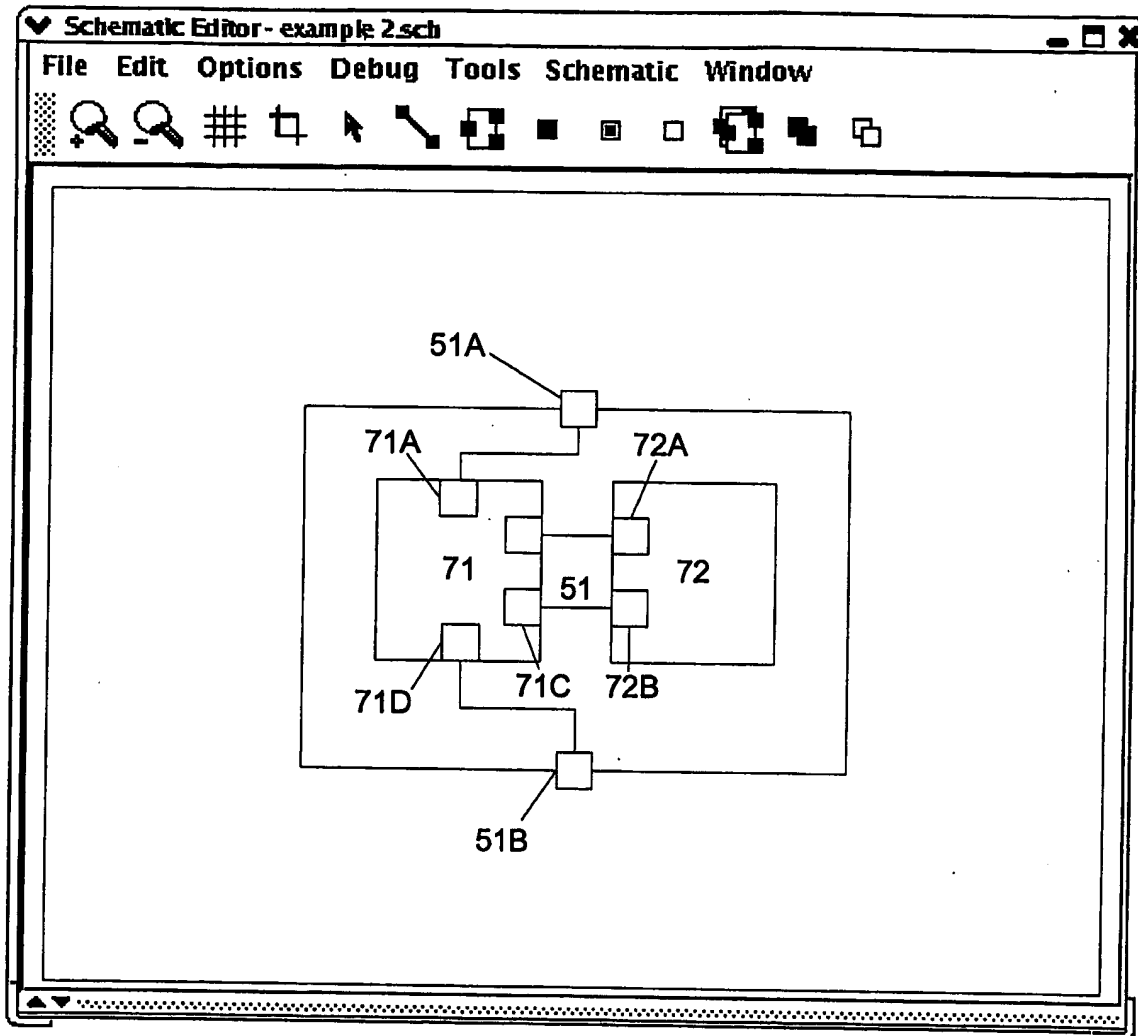 Schematic Editor - example 2.sch
File Edit Options Debug Tools Schematic Window
51A
71A
72A
71
51
72
71D
71C
72B
51B